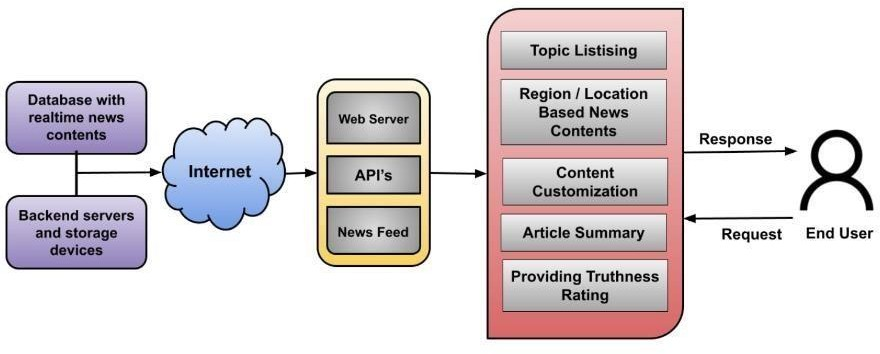 Database with
realtime news
contents
Backend servers
and storage
devices
Internet
Web Server
API's
News Feed
Topic Listising
Region / Location
Based News
Contents
Content
Customization
Article Summary
Providing Truthness
Rating
Response
Request
End User